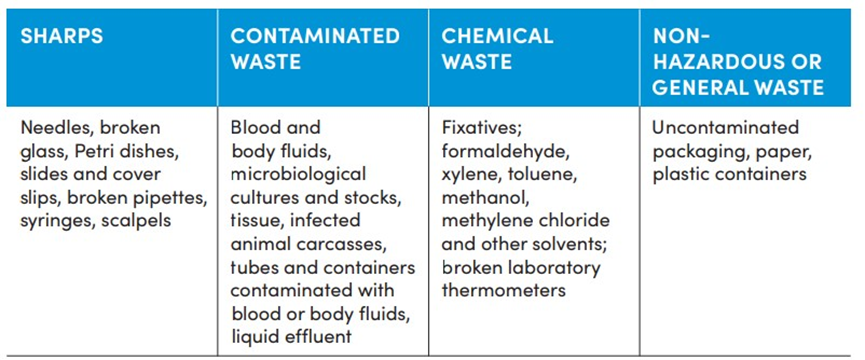 SHARPS
CONTAMINATED
WASTE
CHEMICAL
WASTE
NON-
HAZARDOUS OR
GENERAL WASTE
Needles, broken
glass, Petri dishes,
slides and cover
slips, broken pipettes,
syringes, scalpels
Blood and
body fluids,
microbiological
cultures and stocks,
tissue, infected
animal carcasses,
tubes and containers
contaminated with
blood or body fluids,
liquid effluent
Fixatives;
formaldehyde,
xylene, toluene,
methanol,
methylene chloride
and other solvents;
broken laboratory
thermometers
Uncontaminated
packaging, paper,
plastic containers